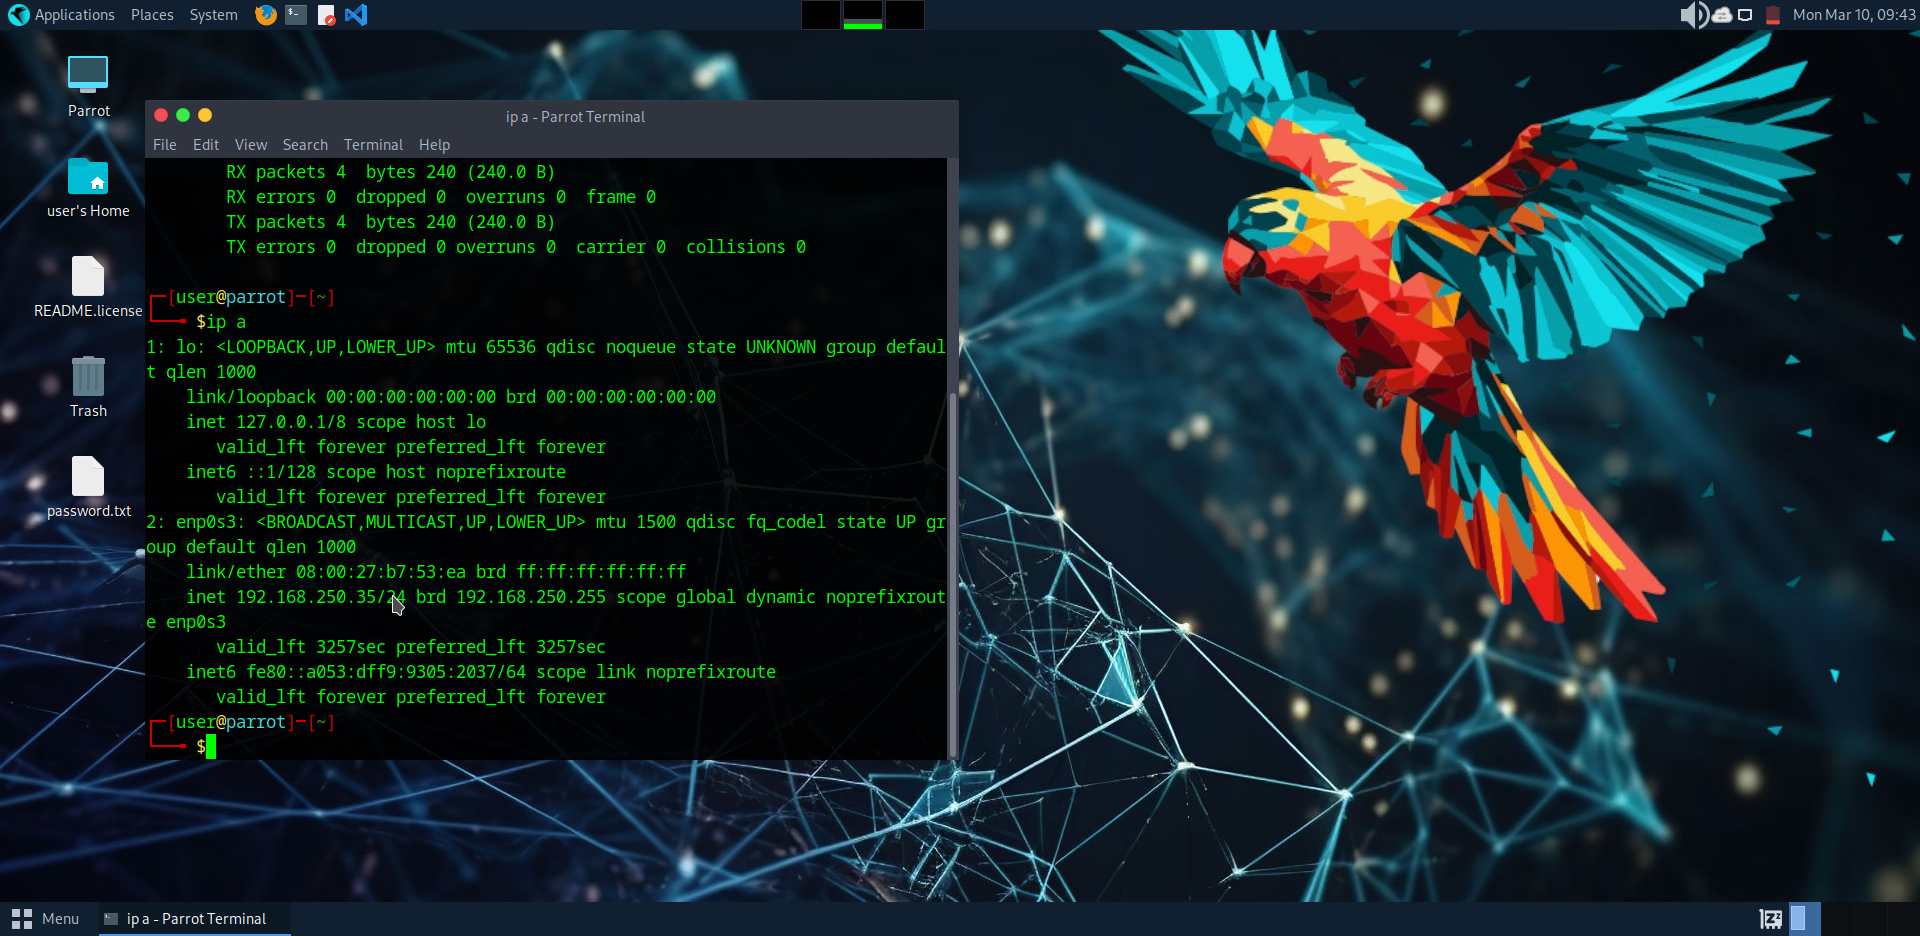 Applications Places System
Mon Mar 10, 09:43
Parrot
user's Home
README.license
Trash
password.txt
ip a - Parrot Terminal
File Edit View Search Terminal Help
RX packets 4  bytes 240 (240.0 B)
RX errors 0  dropped 0  overruns 0  frame 0
TX packets 4  bytes 240 (240.0 B)
TX errors 0  dropped 0 overruns 0  carrier 0  collisions 0
[user@parrot]-[~]
$ip a
1: lo: <LOOPBACK,UP,LOWER_UP> mtu 65536 qdisc noqueue state UNKNOWN group defaul
t qlen 1000
link/loopback 00:00:00:00:00:00 brd 00:00:00:00:00:00
inet 127.0.0.1/8 scope host lo
valid_lft forever preferred_lft forever
inet6 ::1/128 scope host noprefixroute
valid_lft forever preferred_lft forever
2: enp0s3: <BROADCAST,MULTICAST,UP,LOWER_UP> mtu 1500 qdisc fq_codel state UP gr
oup default qlen 1000
link/ether 08:00:27:b7:53:ea brd ff:ff:ff:ff:ff:ff
inet 192.168.250.35/24 brd 192.168.250.255 scope global dynamic noprefixrout
e enp0s3
valid_lft 3257sec preferred_lft 3257sec
inet6 fe80::a053:dff9:9305:2037/64 scope link noprefixroute
valid_lft forever preferred_lft forever
[user@parrot]-[~]
$
Menu
ip a - Parrot Terminal